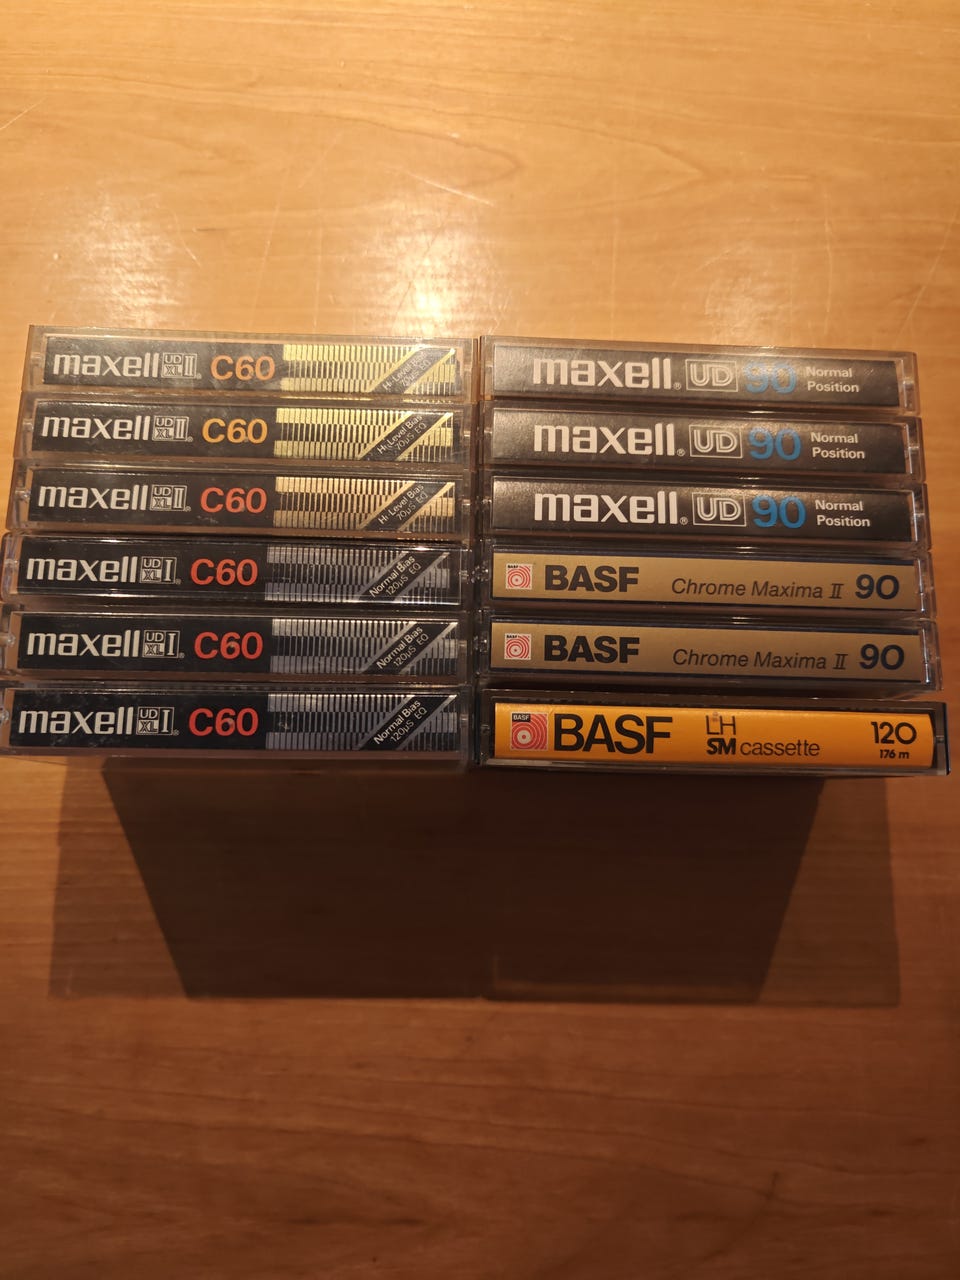 maxell UD XL II C60 Hi-Level Bias 70µS EQ
maxell UD XL II C60 Hi-Level Bias 70µS EQ
maxell UD XL II C60 Hi-Level Bias 70µS EQ
maxell UD XL I C60 Normal Bias 120µS EQ
maxell UD XL I C60 Normal Bias 120µS EQ
maxell UD XL I C60 Normal Bias 120µS EQ
maxell® UD 90 Normal
Position
maxell® UD 90 Normal
Position
maxell® UD 90 Normal
Position
BASF BASF Chrome Maxima II 90
BASF BASF Chrome Maxima II 90
BASF BASF LH 120
SM cassette 176 m